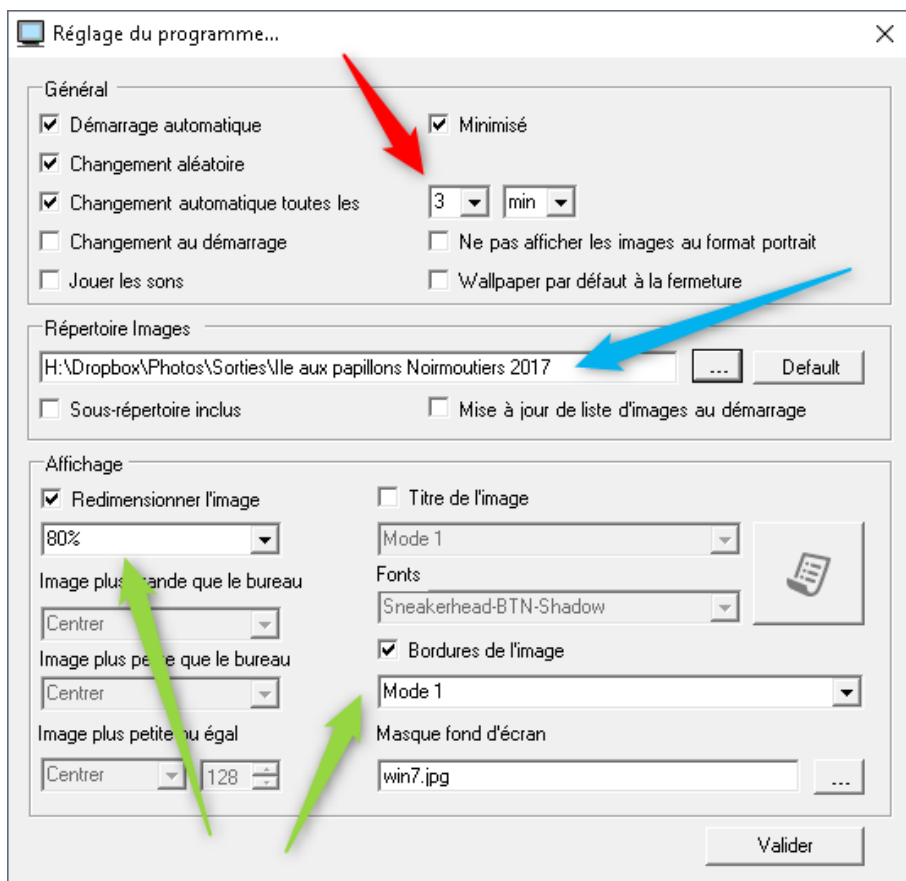 Réglage du programme...
Général
Démarrage automatique
Minimisé
Changement aléatoire
Changement automatique toutes les 3 min
Changement au démarrage
Ne pas afficher les images au format portrait
Jouer les sons
Wallpaper par défaut à la fermeture
Répertoire Images
H:\Dropbox\Photos\Sorties\Ile aux papillons Noirmoutiers 2017
... Default
Sous-répertoire inclus
Mise à jour de liste d'images au démarrage
Affichage
Redimensionner l'image
80%
Image plus grande que le bureau
Centrer
Image plus petite que le bureau
Centrer
Image plus petite ou égal
Centrer 128
Titre de l'image
Mode 1
Fonts
Sneakerhead-BTN-Shadow
Bordures de l'image
Mode 1
Masque fond d'écran
win7.jpg ...
Valider